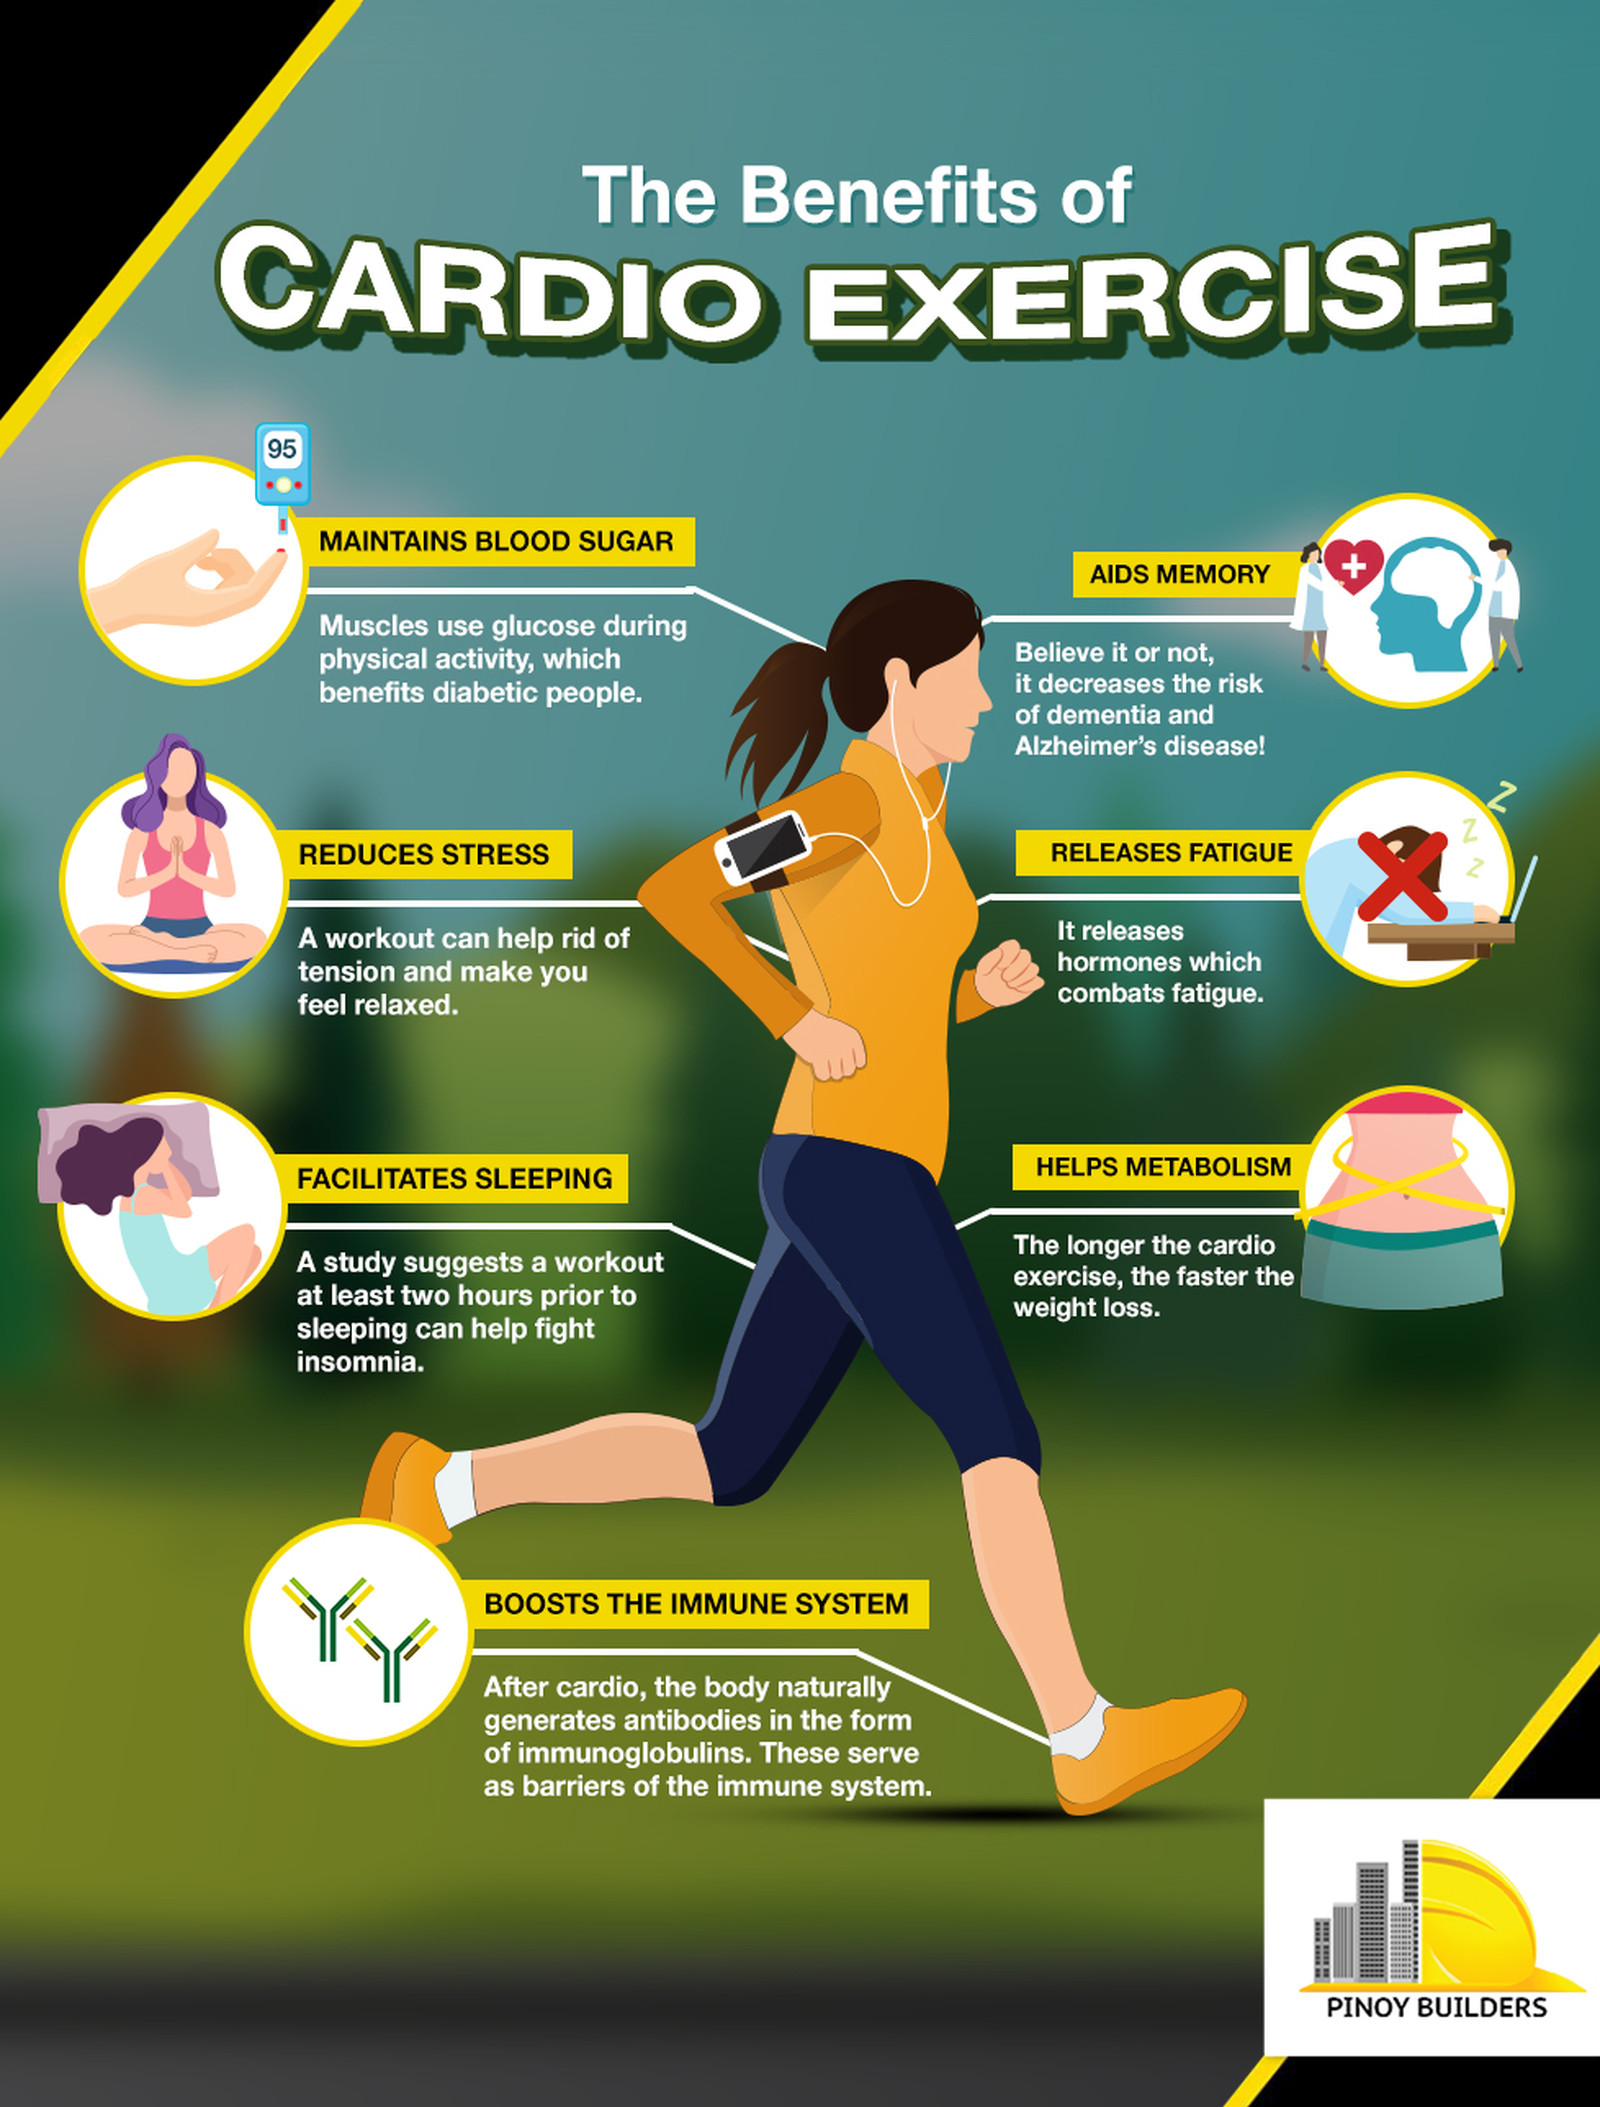 The Benefits of
CARDIO EXERCISE
95
MAINTAINS BLOOD SUGAR
Muscles use glucose during
physical activity, which
benefits diabetic people.
AIDS MEMORY
Believe it or not,
it decreases the risk
of dementia and
Alzheimer's disease!
REDUCES STRESS
A workout can help rid of
tension and make you
feel relaxed.
Z
Z
Z
RELEASES FATIGUE
It releases
hormones which
combats fatigue.
FACILITATES SLEEPING
A study suggests a workout
at least two hours prior to
sleeping can help fight
insomnia.
HELPS METABOLISM
The longer the cardio
exercise, the faster the
weight loss.
BOOSTS THE IMMUNE SYSTEM
After cardio, the body naturally
generates antibodies in the form
of immunoglobulins. These serve
as barriers of the immune system.
PINOY BUILDERS